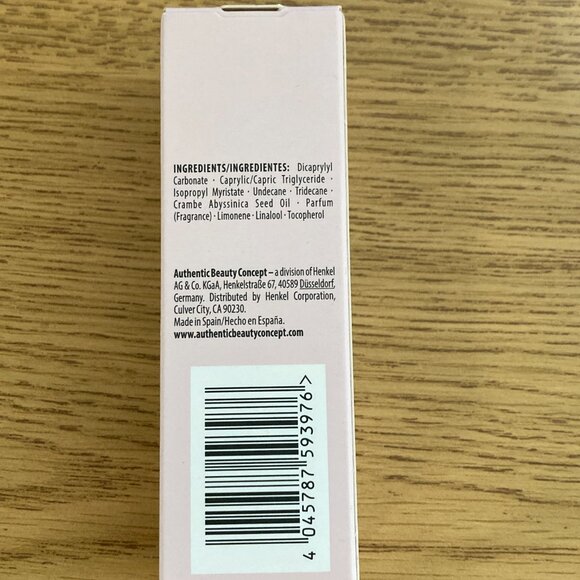 INGREDIENTS/INGREDIENTES: Dicaprylyl
Carbonate · Caprylic/Capric Triglyceride ·
Isopropyl Myristate · Undecane · Tridecane ·
Crambe Abyssinica Seed Oil · Parfum
(Fragrance) · Limonene · Linalool · Tocopherol
Authentic Beauty Concept – a division of Henkel
AG & Co. KGaA, Henkelstraße 67, 40589 Düsseldorf,
Germany. Distributed by Henkel Corporation,
Culver City, CA 90230.
Made in Spain/Hecho en España.
www.authenticbeautyconcept.com
4 045787 593976 >